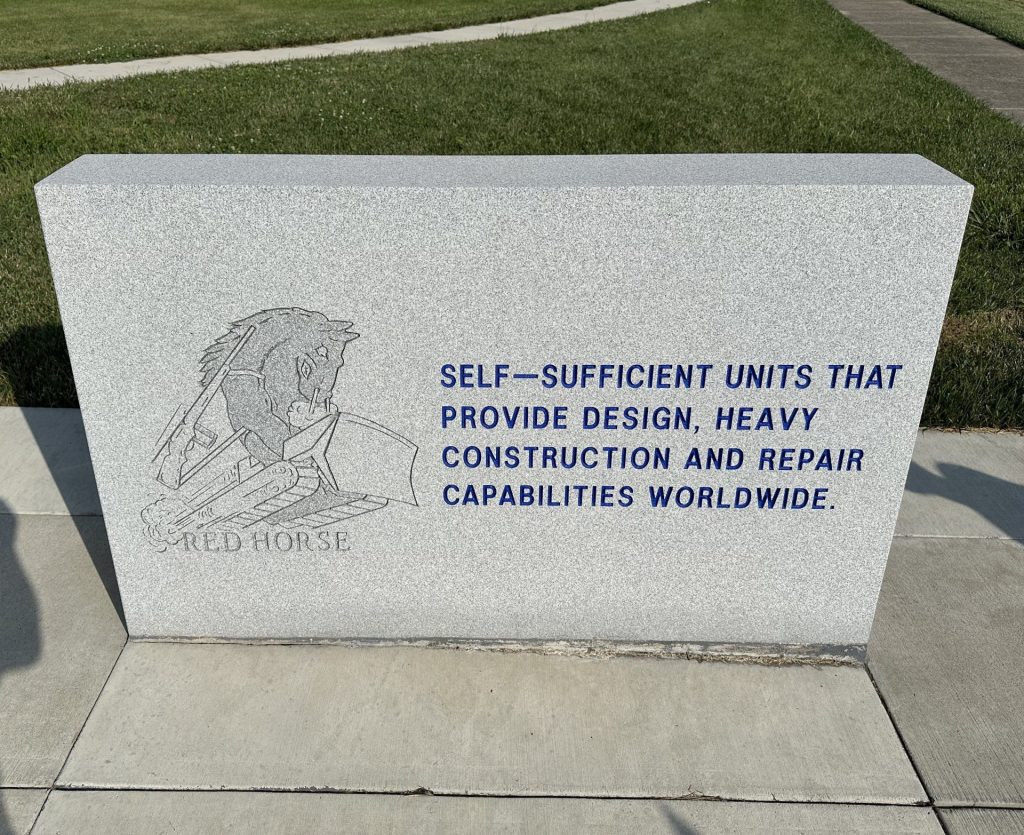 SELF—SUFFICIENT UNITS THAT
PROVIDE DESIGN, HEAVY
CONSTRUCTION AND REPAIR
CAPABILITIES WORLDWIDE.
RED HORSE